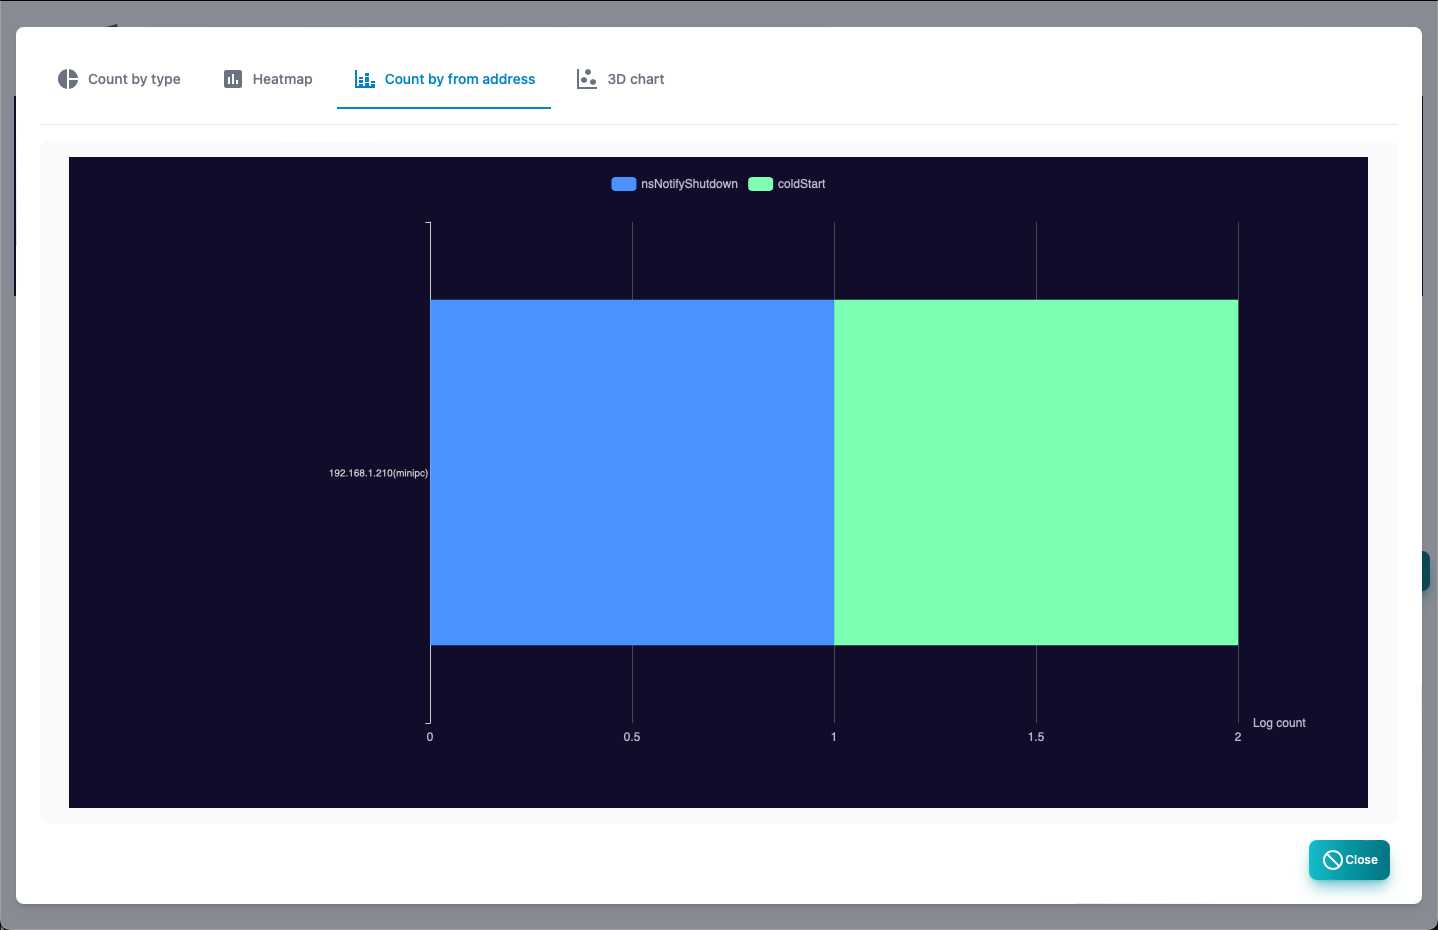 Count by type
Heatmap
Count by from address
3D chart
nsNotifyShutdown
coldStart
192.168.1.210(minipc)
Log count
0
0.5
1
1.5
2
Close